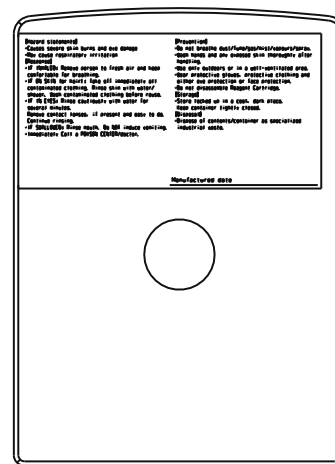 [Hazard statements]
•Causes severe skin burns and eye damage
•May cause respiratory irritation
[Response]
•IF INHALED: Remove person to fresh air and keep
comfortable for breathing.
•IF ON SKIN (or hair): Take off immediately all
contaminated clothing. Rinse skin with water/
shower. Wash contaminated clothing before reuse.
•IF IN EYES: Rinse cautiously with water for
several minutes.
Remove contact lenses, if present and easy to do.
Continue rinsing.
•IF SWALLOWED: Rinse mouth. Do NOT induce vomiting.
•Immediately Call a POISON CENTER/doctor.
[Prevention]
•Do not breathe dust/fume/gas/mist/vapours/spray.
•Wash hands and any exposed skin thoroughly after
handling.
•Use only outdoors or in a well-ventilated area.
•Wear protective gloves, protective clothing and
either eye protection or face protection.
•Do not disassemble Reagent Cartridge.
[Storage]
•Store locked up in a cool, dark place.
Keep container tightly closed.
[Disposal]
•Dispose of contents/container as specialized
industrial waste.
Manufactured date